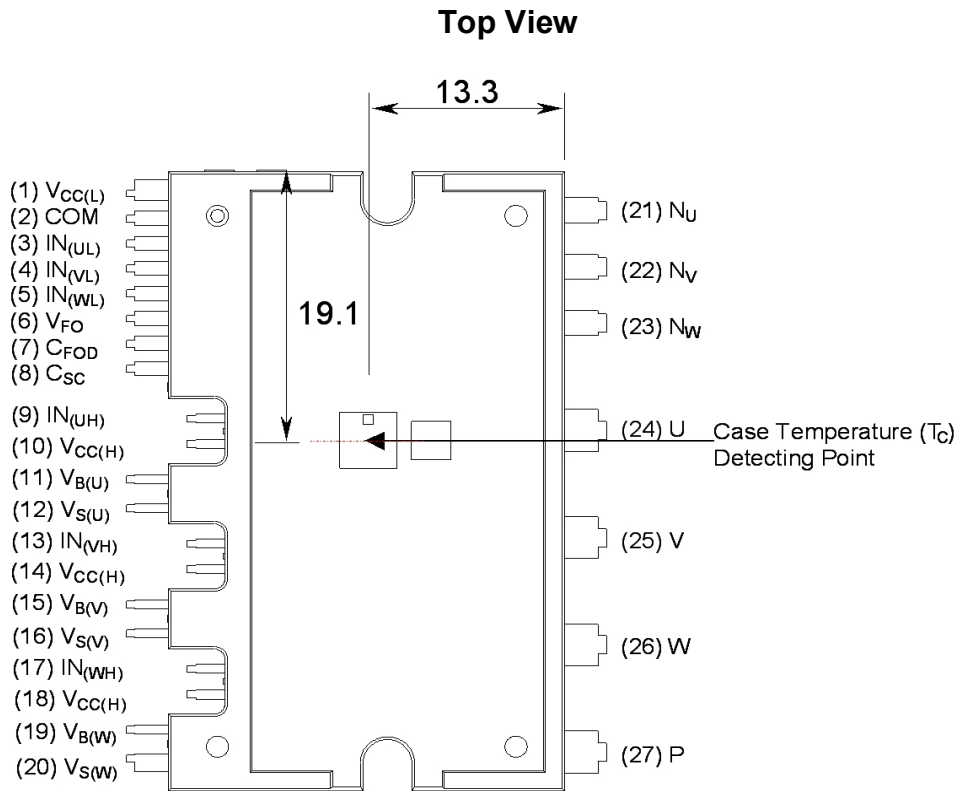 Top View
13.3
19.1
(1) VCC(L)
(2) COM
(3) IN(UL)
(4) IN(VL)
(5) IN(WL)
(6) VFO
(7) CFOD
(8) CSC
(9) IN(UH)
(10) VCC(H)
(11) VB(U)
(12) VS(U)
(13) IN(VH)
(14) VCC(H)
(15) VB(V)
(16) VS(V)
(17) IN(WH)
(18) VCC(H)
(19) VB(W)
(20) VS(W)
(21) NU
(22) NV
(23) NW
(24) U
Case Temperature (TC)
Detecting Point
(25) V
(26) W
(27) P